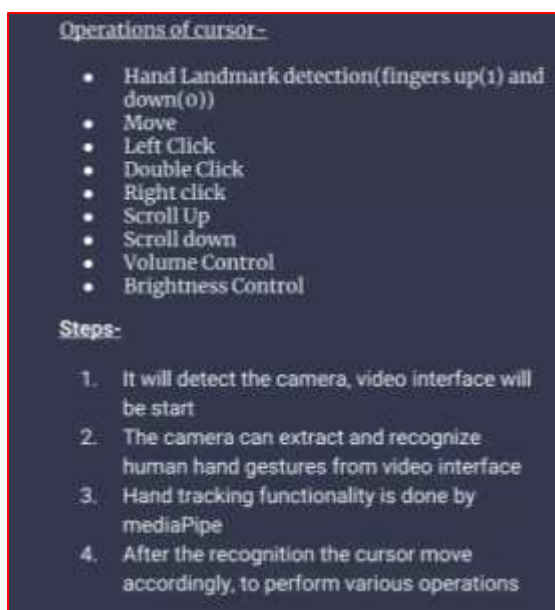 Operations of cursor-
● Hand Landmark detection(fingers up(1) and
down(0))
● Move
● Left Click
● Double Click
● Right click
● Scroll Up
● Scroll down
● Volume Control
● Brightness Control
Steps-
1. It will detect the camera, video interface will
be start
2. The camera can extract and recognize
human hand gestures from video interface
3. Hand tracking functionality is done by
mediaPipe
4. After the recognition the cursor move
accordingly, to perform various operations